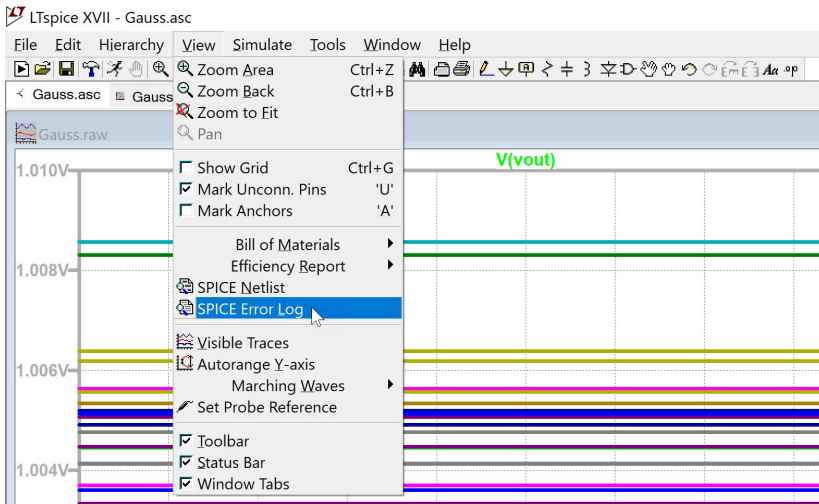 LTspice XVII - Gauss.asc
File Edit Hierarchy View Simulate Tools Window Help
Aa .op
Gauss.asc Gauss
Zoom Area Ctrl+Z
Zoom Back Ctrl+B
Zoom to Fit
Pan
Gauss.raw
V(vout)
1.010V
Show Grid Ctrl+G
Mark Unconn. Pins 'U'
Mark Anchors 'A'
Bill of Materials
Efficiency Report
1.008V
SPICE Netlist
SPICE Error Log
Visible Traces
Autorange Y-axis
1.006V
Marching Waves
Set Probe Reference
Toolbar
Status Bar
1.004V
Window Tabs